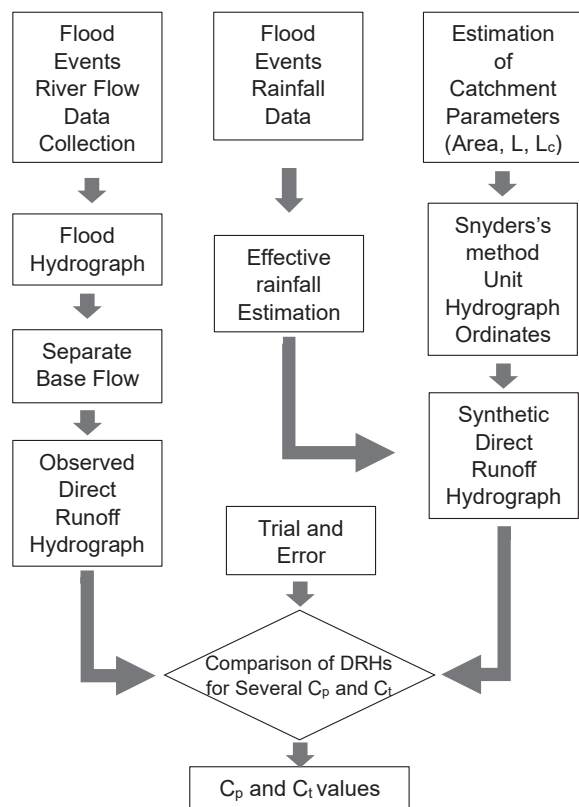 Flood
Events
River Flow
Data
Collection
Flood
Hydrograph
Separate
Base Flow
Observed
Direct
Runoff
Hydrograph
Flood
Events
Rainfall
Data
Effective
rainfall
Estimation
Estimation
of
Catchment
Parameters
(Area, L, Lc)
Snyders's
method
Unit
Hydrograph
Ordinates
Synthetic
Direct
Runoff
Hydrograph
Trial and
Error
Comparison of DRHs
for Several Cp and Ct
Cp and Ct values